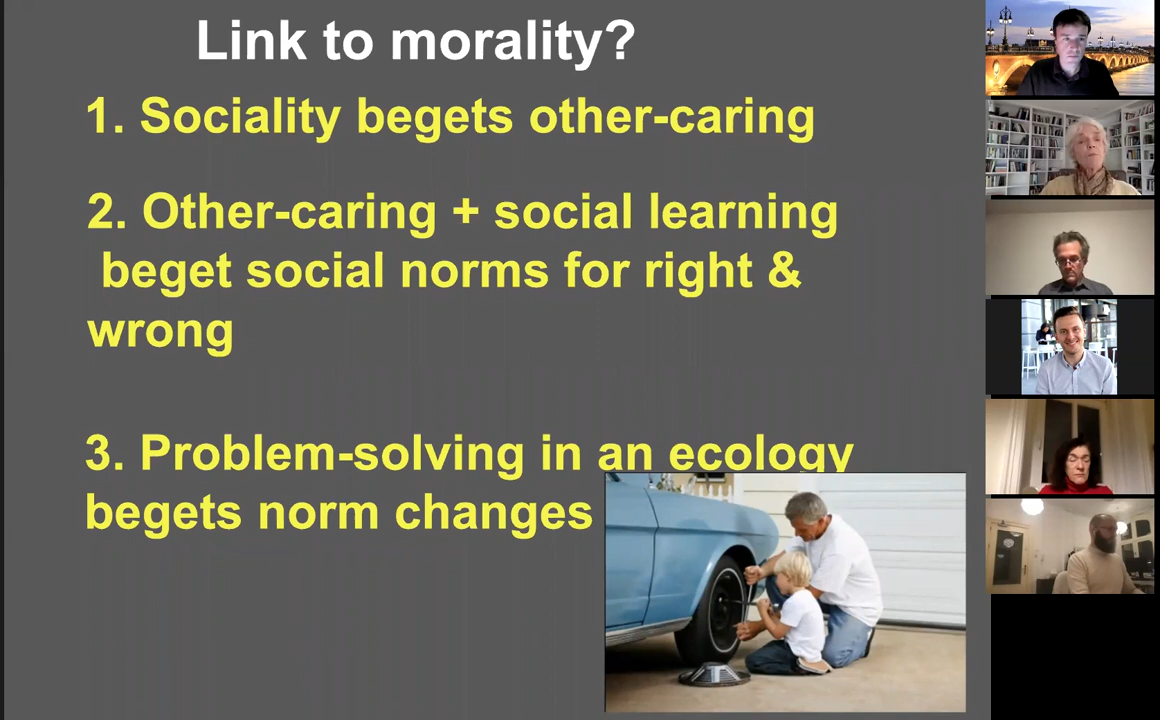 Link to morality?
1. Sociality begets other-caring
2. Other-caring + social learning
beget social norms for right &
wrong
3. Problem-solving in an ecology
begets norm changes